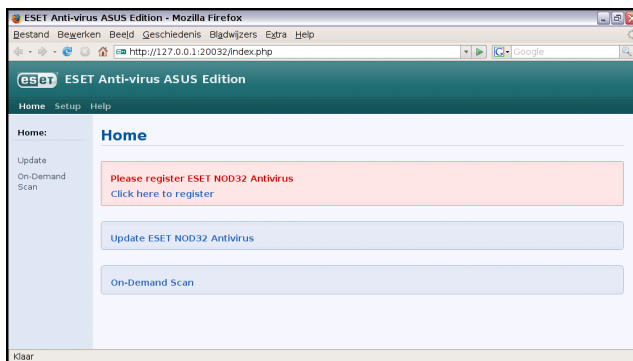 ESET Anti-virus ASUS Edition - Mozilla Firefox
Bestand Bewerken Beeld Geschiedenis Bladwijzers Extra Help
http://127.0.0.1:20032/index.php
Google
eset ESET Anti-virus ASUS Edition
Home Setup Help
Home:
Update
On-Demand
Scan
Home
Please register ESET NOD32 Antivirus
Click here to register
Update ESET NOD32 Antivirus
On-Demand Scan
Klaar